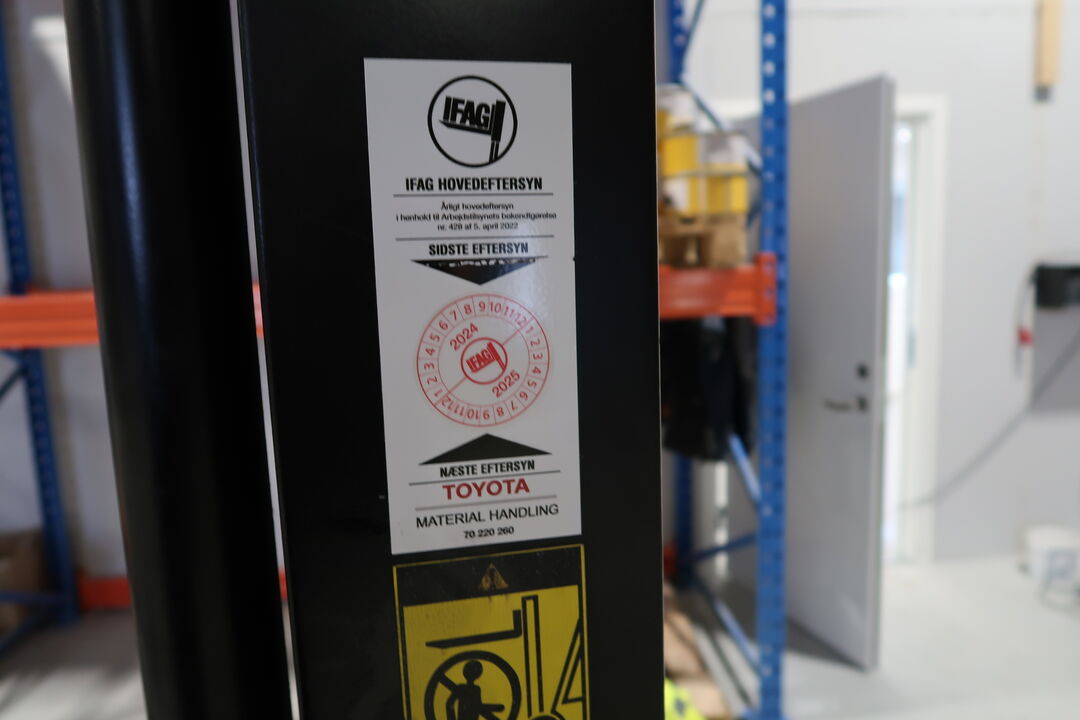 IFAG
IFAG HOVEDEFTERSYN
Årligt hovedeftersyn
i henhold til Arbejdstilsynets bekendtgørelse
nr. 428 af 5. april 2022
SIDSTE EFTERSYN
1 2 3 4 5 6 7 8 9 10 11 12
2024
IFAG
2025
1 2 3 4 5 6 7 8 9 10 11 12
NÆSTE EFTERSYN
TOYOTA
MATERIAL HANDLING
70 220 260